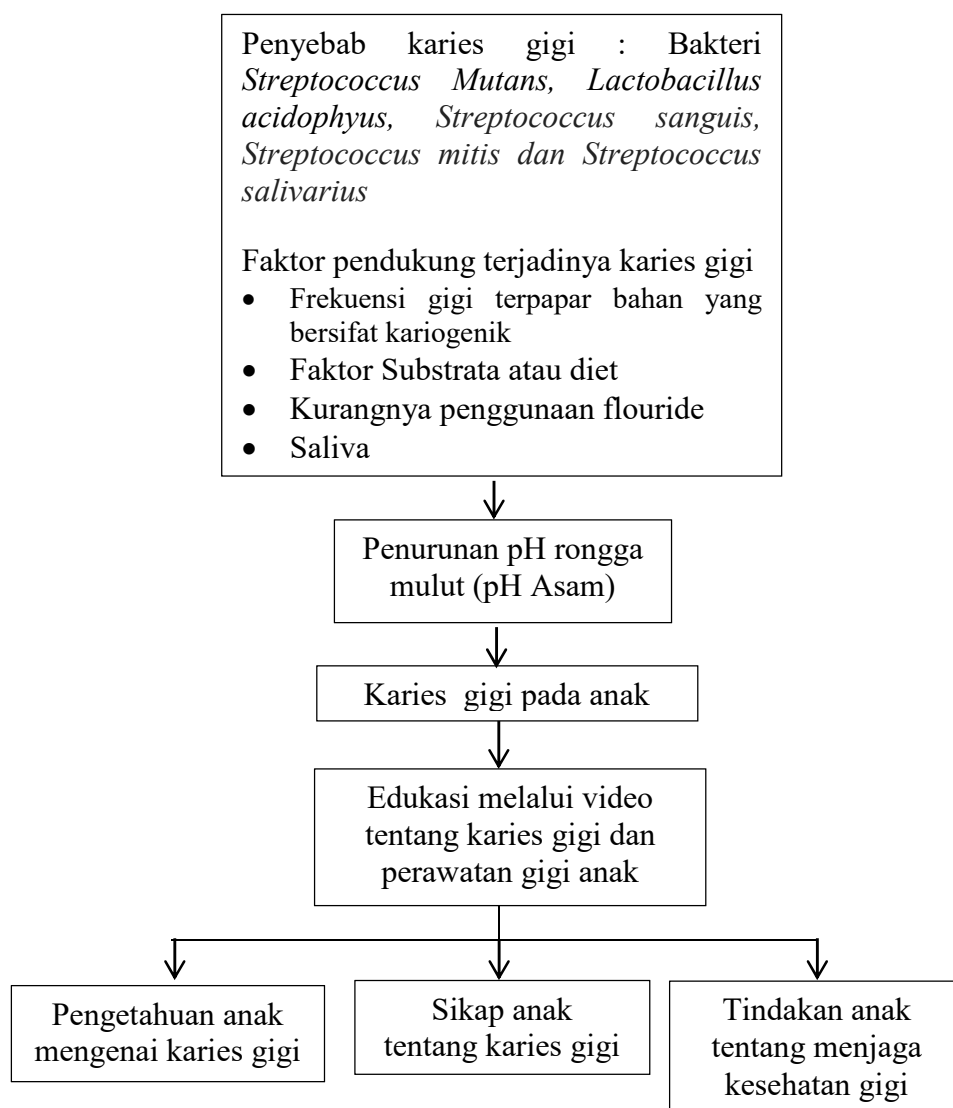 Penyebab karies gigi : Bakteri
Streptococcus Mutans, Lactobacillus
acidophyus, Streptococcus sanguis,
Streptococcus mitis dan Streptococcus
salivarius
Faktor pendukung terjadinya karies gigi
• Frekuensi gigi terpapar bahan yang
bersifat kariogenik
• Faktor Substrata atau diet
• Kurangnya penggunaan flouride
• Saliva
Penurunan pH rongga
mulut (pH Asam)
Karies gigi pada anak
Edukasi melalui video
tentang karies gigi dan
perawatan gigi anak
Pengetahuan anak
mengenai karies gigi
Sikap anak
tentang karies gigi
Tindakan anak
tentang menjaga
kesehatan gigi